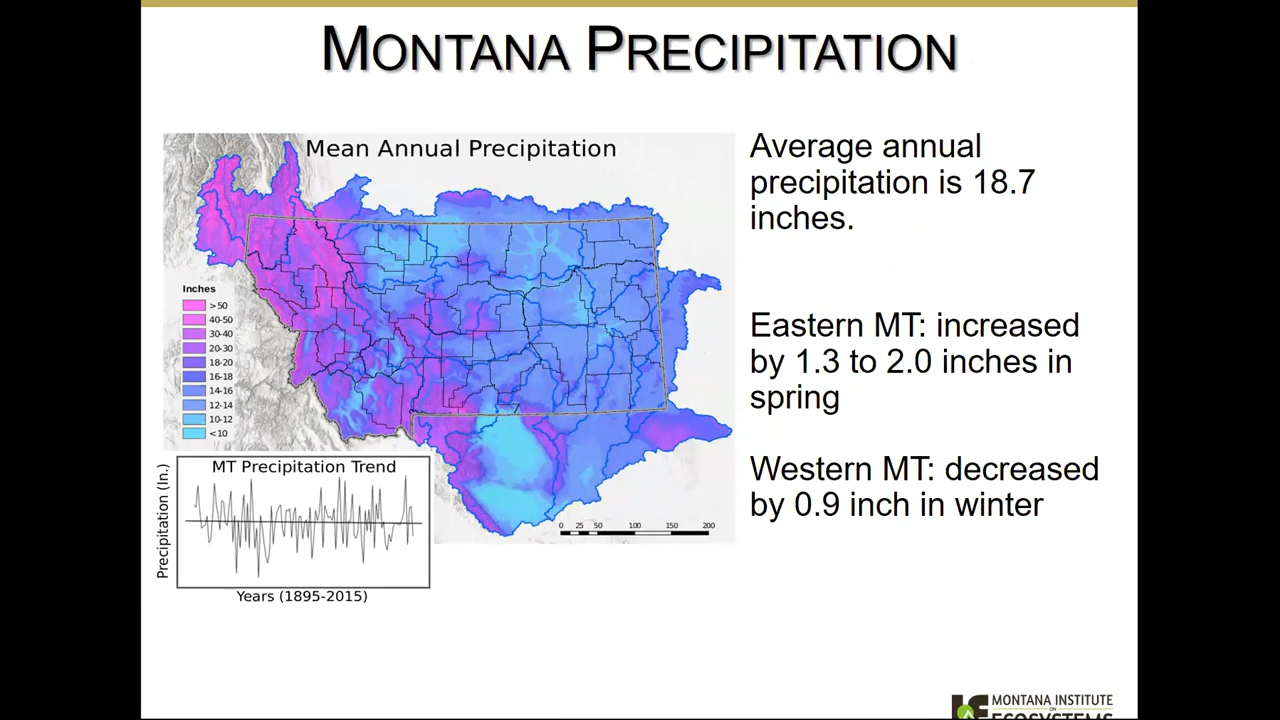 MONTANA PRECIPITATION
Mean Annual Precipitation
Inches
>50
40-50
30-40
20-30
18-20
16-18
14-16
12-14
10-12
<10
0 25 50 100 150 200
MT Precipitation Trend
Precipitation (In.)
Years (1895-2015)
Average annual
precipitation is 18.7
inches.
Eastern MT: increased
by 1.3 to 2.0 inches in
spring
Western MT: decreased
by 0.9 inch in winter
MONTANA INSTITUTE
ON
ECOSYSTEMS